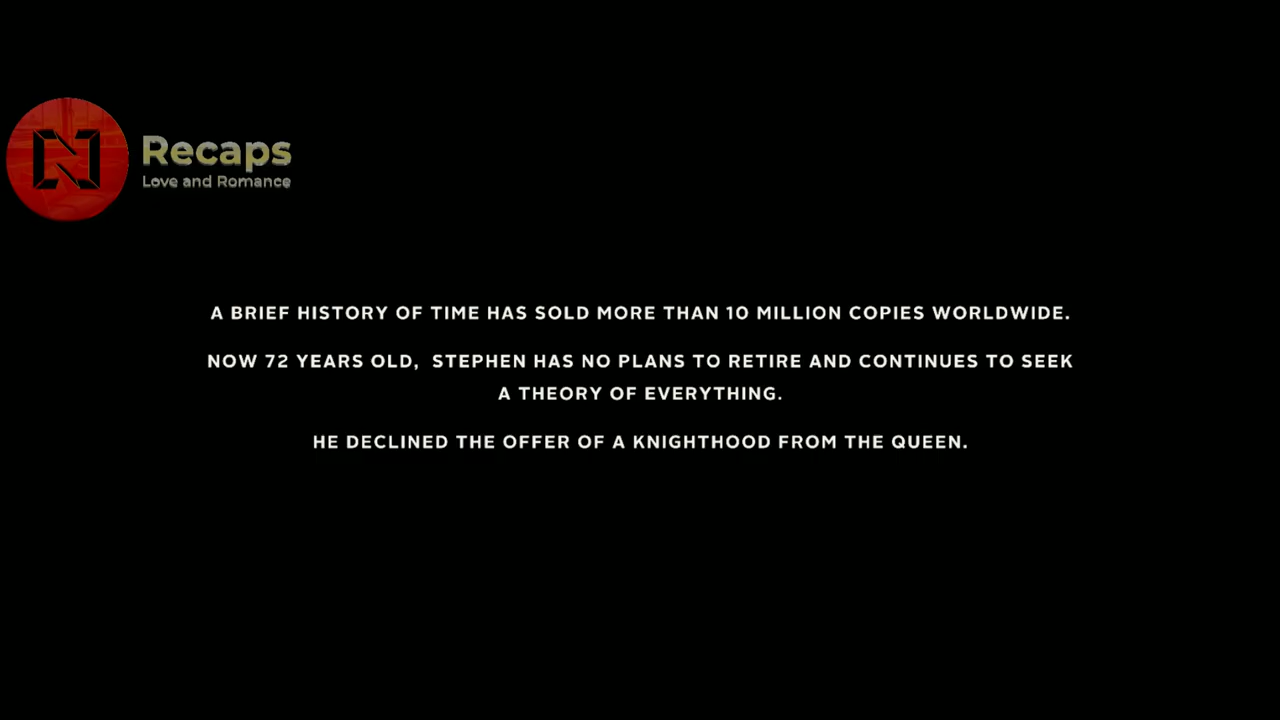 Recaps
Love and Romance
A BRIEF HISTORY OF TIME HAS SOLD MORE THAN 10 MILLION COPIES WORLDWIDE.
NOW 72 YEARS OLD, STEPHEN HAS NO PLANS TO RETIRE AND CONTINUES TO SEEK
A THEORY OF EVERYTHING.
HE DECLINED THE OFFER OF A KNIGHTHOOD FROM THE QUEEN.